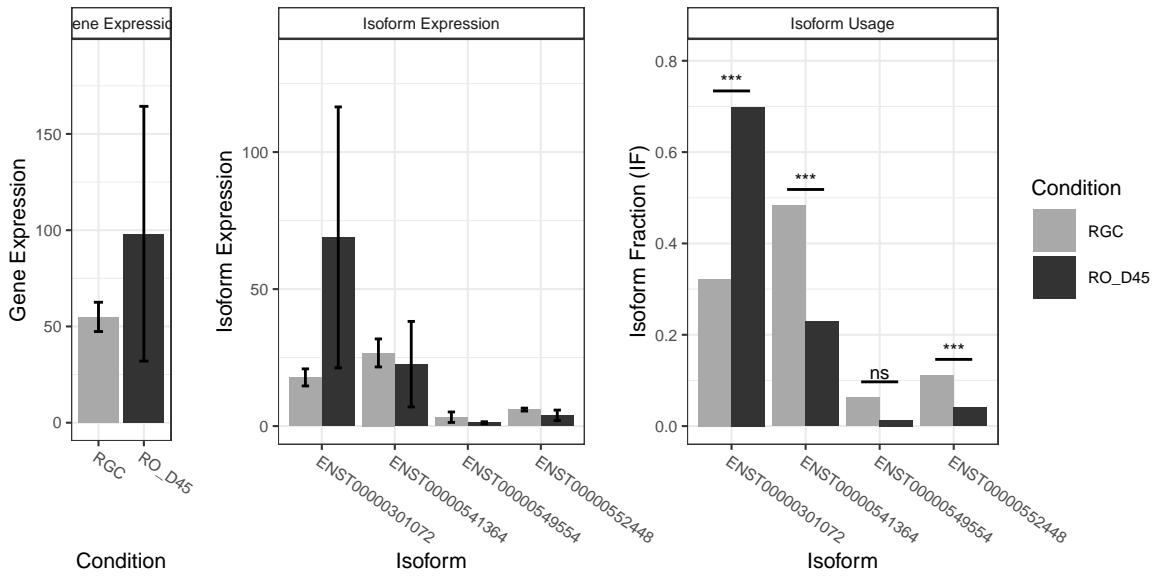 ene Expressio
Gene Expression
0
50
100
150
RGC
RO_D45
Condition
Isoform Expression
Isoform Expression
0
50
100
ENST00000301072
ENST00000541364
ENST00000549554
ENST00000552448
Isoform
Isoform Usage
Isoform Fraction (IF)
0.0
0.2
0.4
0.6
0.8
***
***
ns
***
ENST00000301072
ENST00000541364
ENST00000549554
ENST00000552448
Isoform
Condition
RGC
RO_D45